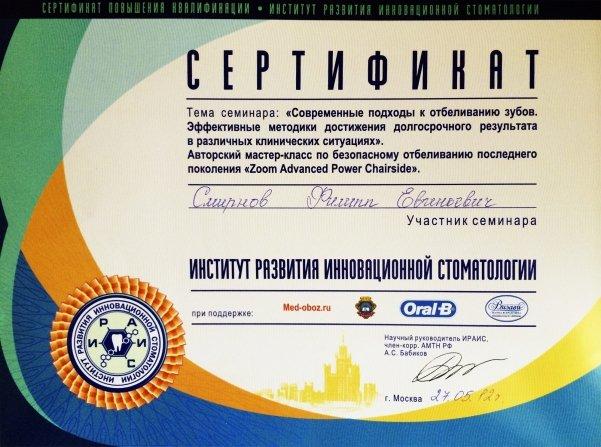 СЕРТИФИКАТ ПОВЫШЕНИЯ КВАЛИФИКАЦИИ • ИНСТИТУТ РАЗВИТИЯ ИННОВАЦИОННОЙ СТОМАТОЛОГИИ
СЕРТИФИКАТ
Тема семинара: «Современные подходы к отбеливанию зубов.
Эффективные методики достижения долгосрочного результата
в различных клинических ситуациях».
Авторский мастер-класс по безопасному отбеливанию последнего
поколения «Zoom Advanced Power Chairside».
Смирнов Филипп Евгеньевич
Участник семинара
ИНСТИТУТ РАЗВИТИЯ ИННОВАЦИОННОЙ СТОМАТОЛОГИИ
при поддержке:
Med-oboz.ru
Oral-B
Научный руководитель ИРАИС,
член-корр. АМТН РФ
А.С. Бабиков
г. Москва 27.05.12г.
ИНСТИТУТ РАЗВИТИЯ ИННОВАЦИОННОЙ СТОМАТОЛОГИИ
ИРАИС